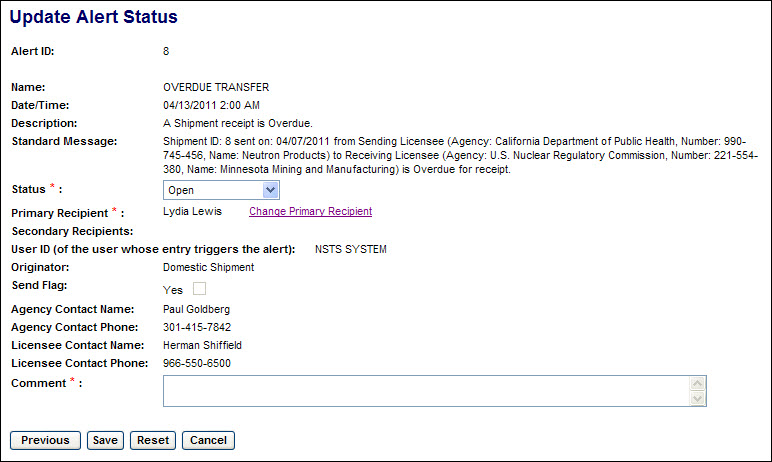 Update Alert Status
Alert ID: 8
Name: OVERDUE TRANSFER
Date/Time: 04/13/2011 2:00 AM
Description: A Shipment receipt is Overdue.
Standard Message: Shipment ID: 8 sent on: 04/07/2011 from Sending Licensee (Agency: California Department of Public Health, Number: 990-
745-456, Name: Neutron Products) to Receiving Licensee (Agency: U.S. Nuclear Regulatory Commission, Number: 221-554-
380, Name: Minnesota Mining and Manufacturing) is Overdue for receipt.
Status * : Open
Primary Recipient * : Lydia Lewis Change Primary Recipient
Secondary Recipients:
User ID (of the user whose entry triggers the alert): NSTS SYSTEM
Originator: Domestic Shipment
Send Flag: Yes
Agency Contact Name: Paul Goldberg
Agency Contact Phone: 301-415-7842
Licensee Contact Name: Herman Shiffield
Licensee Contact Phone: 966-550-6500
Comment * :
Previous Save Reset Cancel